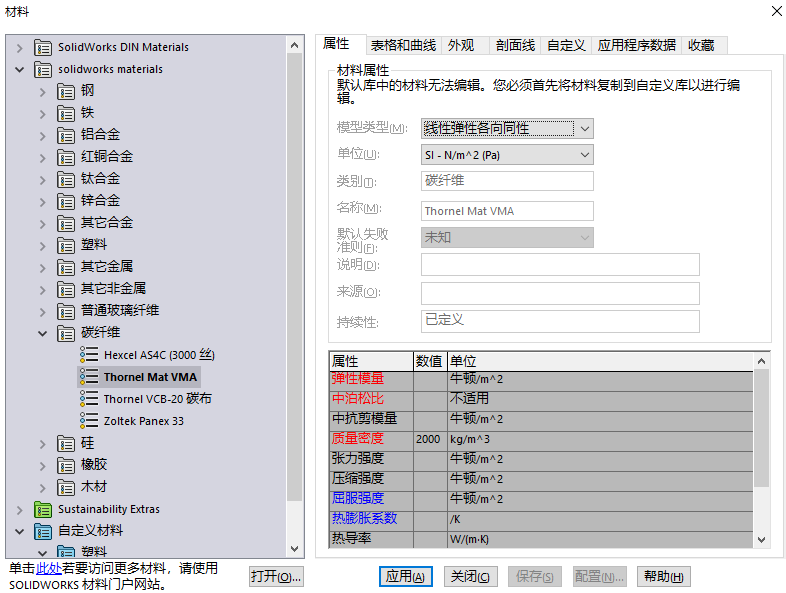 材料
SolidWorks DIN Materials
solidworks materials
钢
铁
铝合金
红铜合金
钛合金
锌合金
其它合金
塑料
其它金属
其它非金属
普通玻璃纤维
碳纤维
Hexcel AS4C (3000 丝)
Thornel Mat VMA
Thornel VCB-20 碳布
Zoltek Panex 33
硅
橡胶
木材
Sustainability Extras
自定义材料
塑料
属性 表格和曲线 外观 剖面线 自定义 应用程序数据 收藏
材料属性
默认库中的材料无法编辑。您必须首先将材料复制到自定义库以进行编
辑。
模型类型(M): 线性弹性各向同性
单位(U): SI - N/m^2 (Pa)
类别(I): 碳纤维
名称(M): Thornel Mat VMA
默认失败
准则(F): 未知
说明(D):
来源(O):
持续性: 已定义
属性 数值 单位
弹性模量 牛顿/m^2
中泊松比 不适用
中抗剪模量 牛顿/m^2
质量密度 2000 kg/m^3
张力强度 牛顿/m^2
压缩强度 牛顿/m^2
屈服强度 牛顿/m^2
热膨胀系数 /K
热导率 W/(m·K)
单击此处若要访问更多材料，请使用
SOLIDWORKS 材料门户网站。
打开(O)... 应用(A) 关闭(C) 保存(S) 配置(N)... 帮助(H)